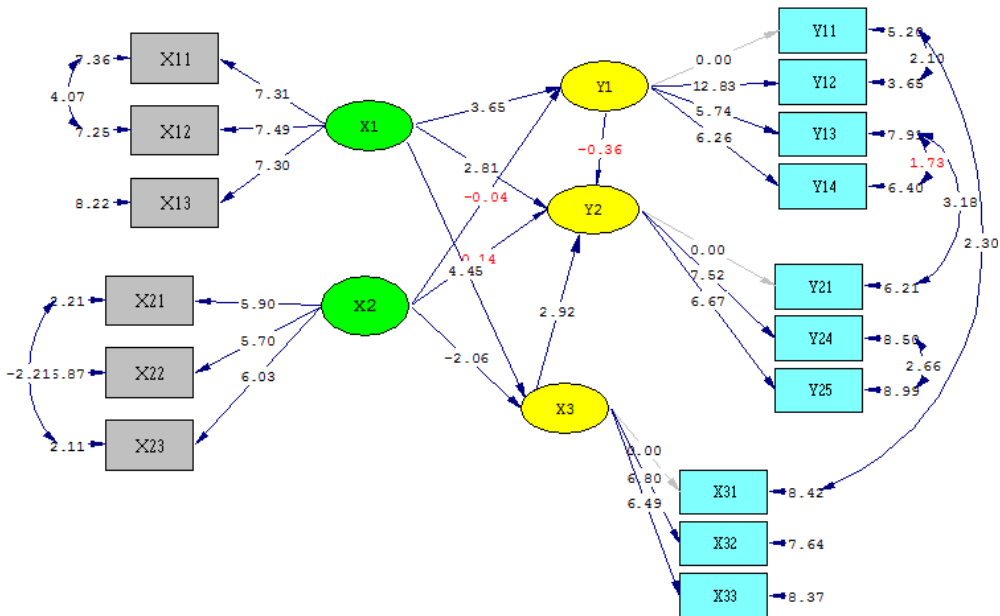 Y11
5.20
X11
7.36
0.00
2.10
Y1
Y12
12.83
3.65
4.07
7.31
3.65
5.74
X12
7.25
7.49
X1
Y13
7.91
6.26
-0.36
1.73
7.30
2.81
Y14
6.40
-0.04
3.18
X13
8.22
Y2
2.30
0.00
0.14
4.45
7.52
X21
2.21
5.90
X2
6.67
Y21
6.21
2.92
5.70
Y24
8.50
-2.06
2.66
-2.21
5.87
X22
6.03
Y25
8.99
X3
X23
2.11
0.00
6.80
6.49
X31
8.42
X32
7.64
X33
8.37